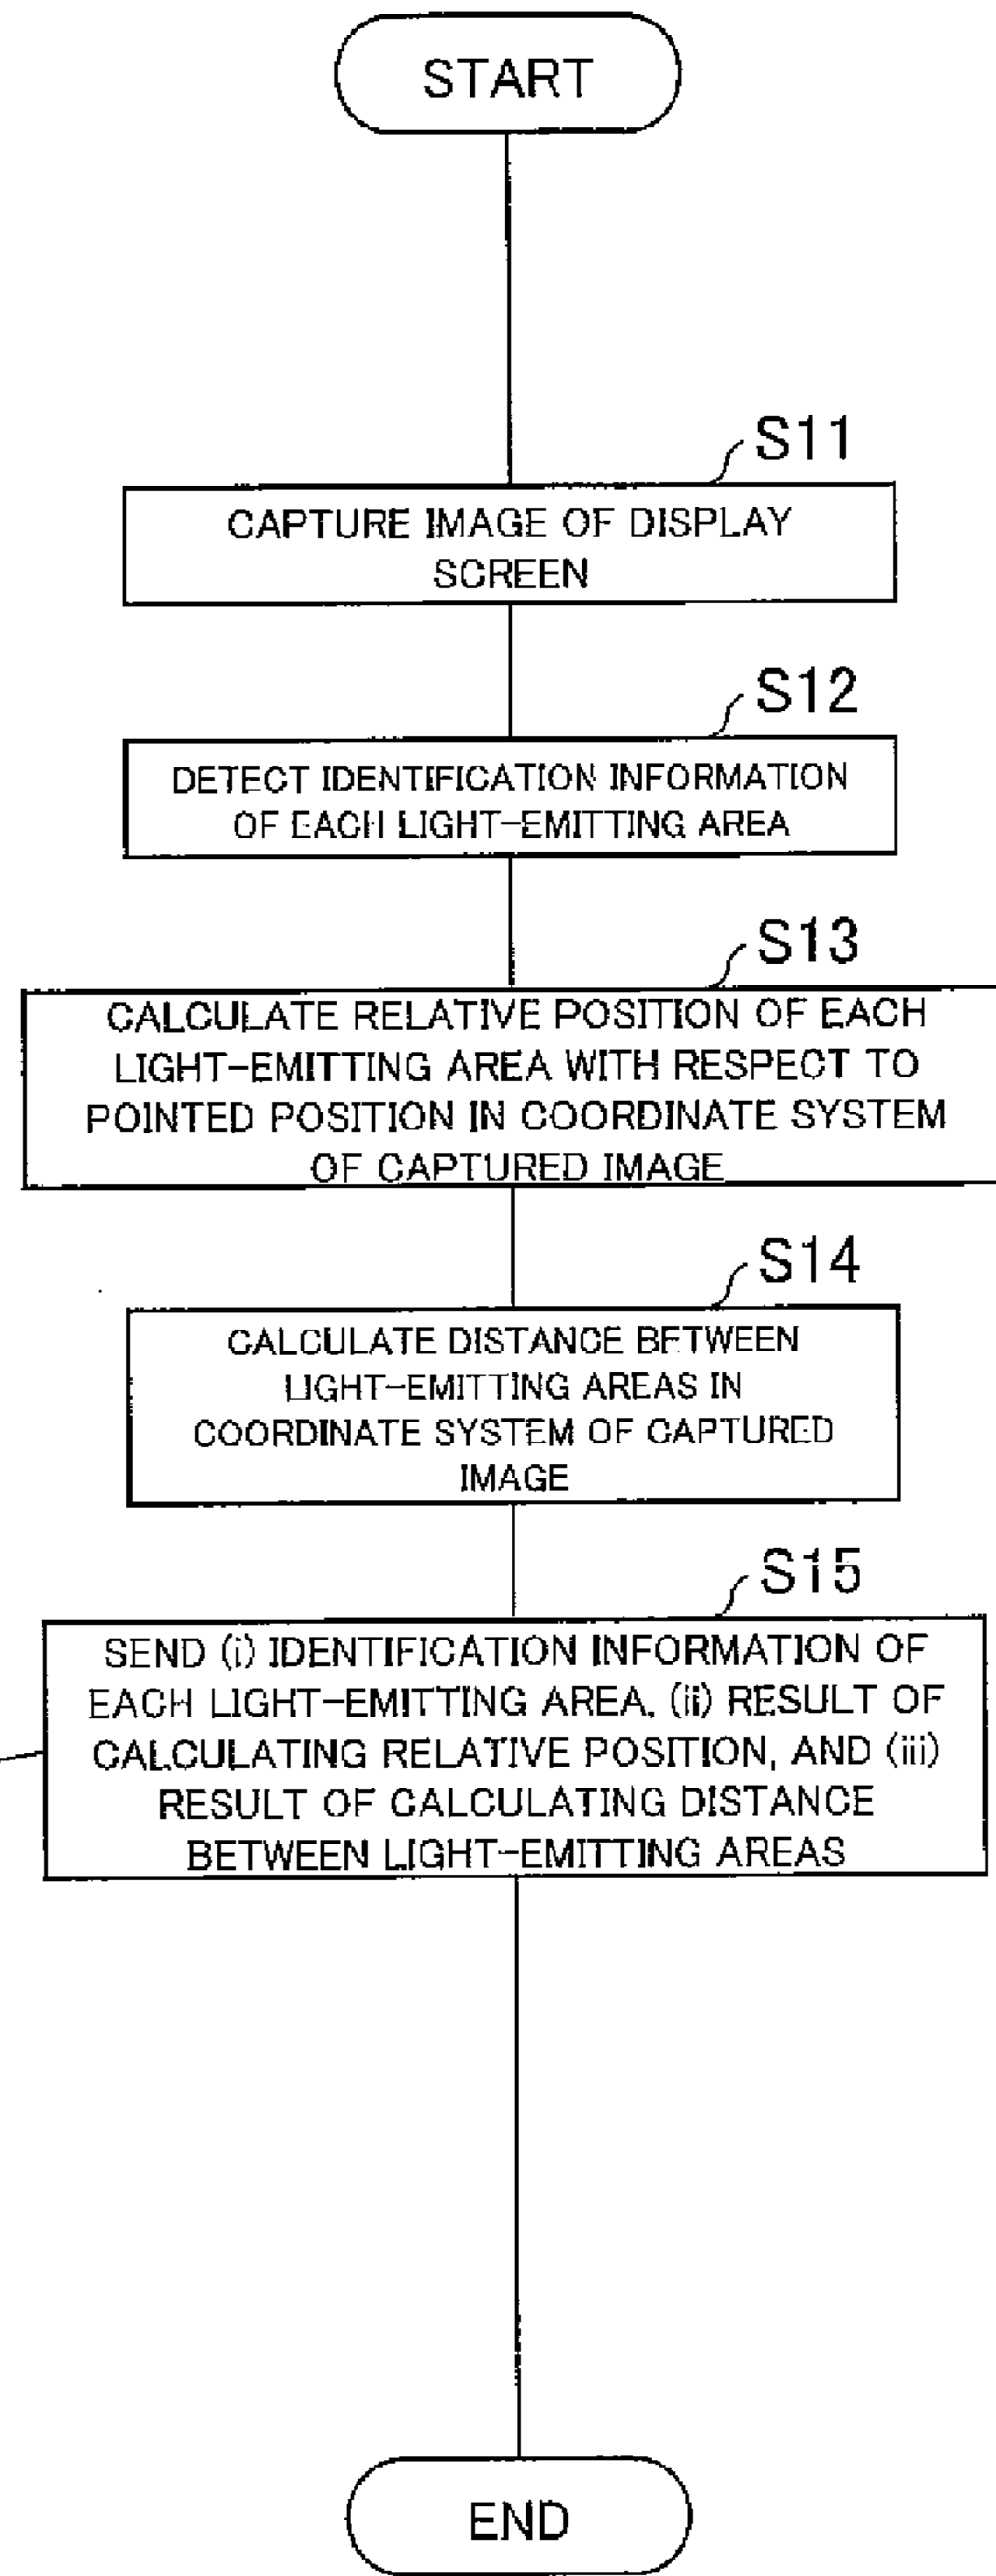 START
S11
CAPTURE IMAGE OF DISPLAY
SCREEN
S12
DETECT IDENTIFICATION INFORMATION
OF EACH LIGHT-EMITTING AREA
S13
CALCULATE RELATIVE POSITION OF EACH
LIGHT-EMITTING AREA WITH RESPECT TO
POINTED POSITION IN COORDINATE SYSTEM
OF CAPTURED IMAGE
S14
CALCULATE DISTANCE BETWEEN
LIGHT-EMITTING AREAS IN
COORDINATE SYSTEM OF CAPTURED
IMAGE
S15
SEND (i) IDENTIFICATION INFORMATION OF
EACH LIGHT-EMITTING AREA, (ii) RESULT OF
CALCULATING RELATIVE POSITION, AND (iii)
RESULT OF CALCULATING DISTANCE
BETWEEN LIGHT-EMITTING AREAS
END